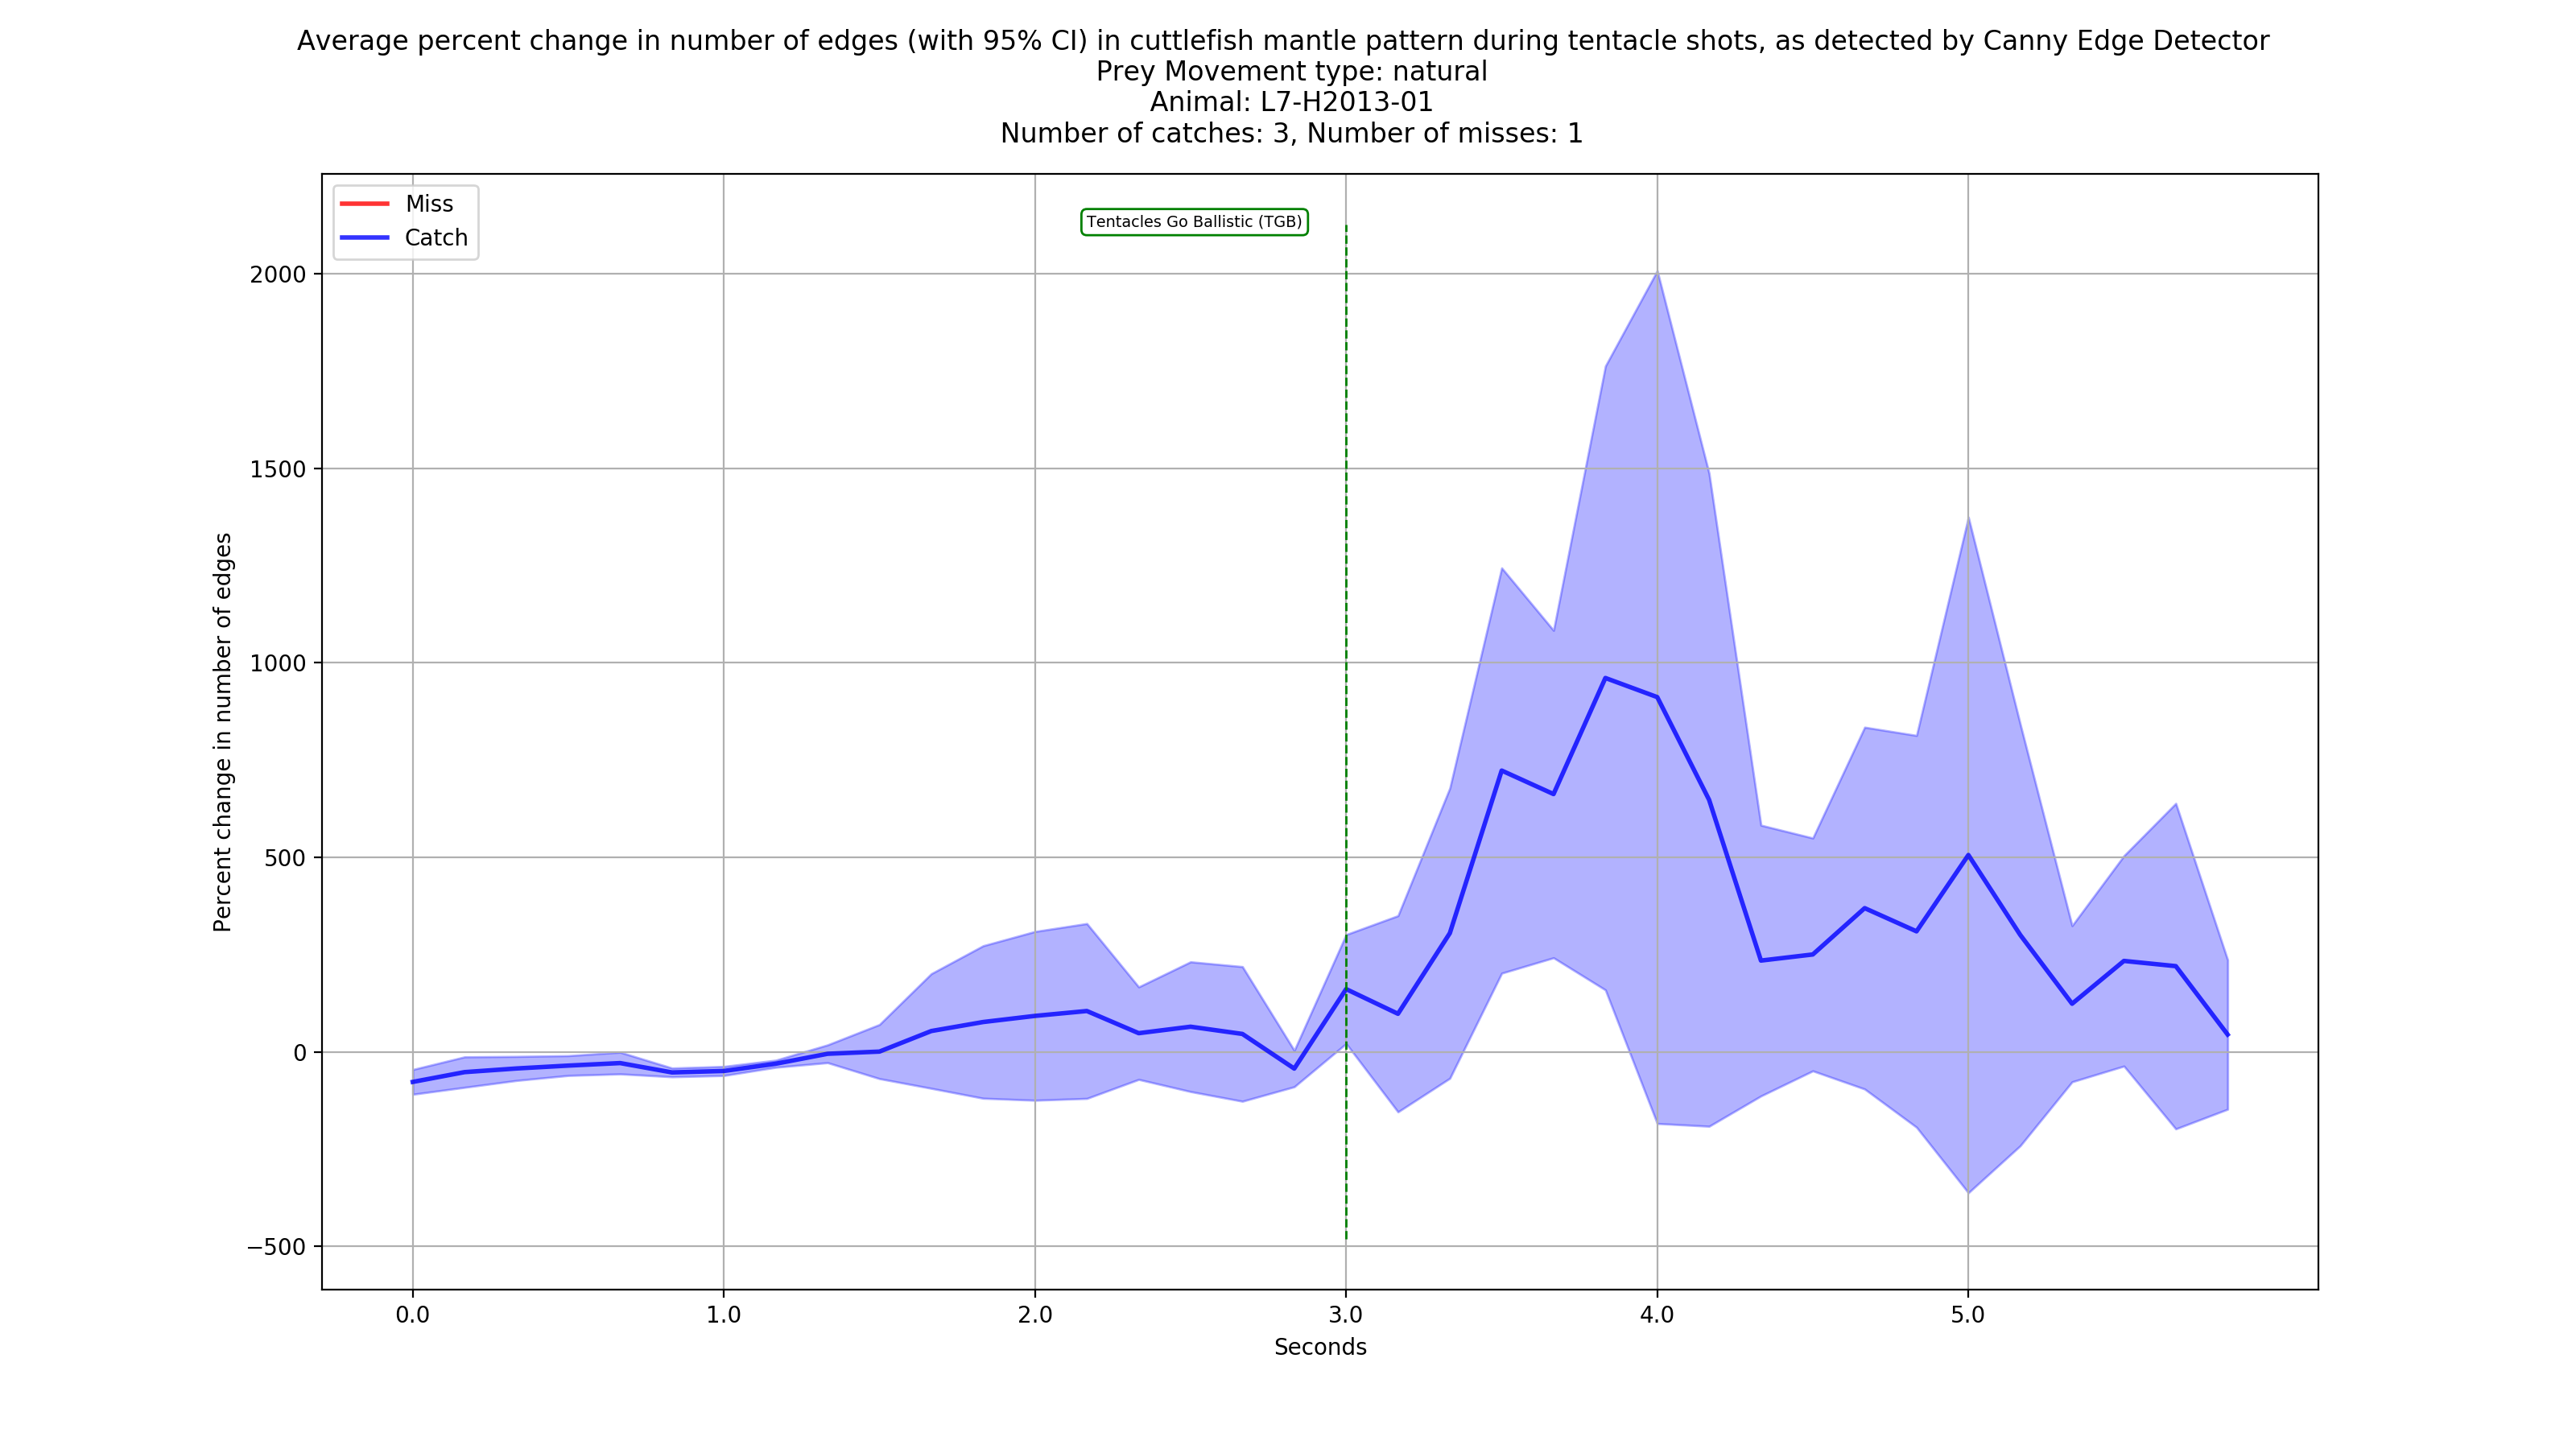 Average percent change in number of edges (with 95% CI) in cuttlefish mantle pattern during tentacle shots, as detected by Canny Edge Detector
Prey Movement type: natural
Animal: L7-H2013-01
Number of catches: 3, Number of misses: 1
Miss
Catch
Tentacles Go Ballistic (TGB)
2000
1500
1000
500
0
−500
Percent change in number of edges
0.0 1.0 2.0 3.0 4.0 5.0
Seconds